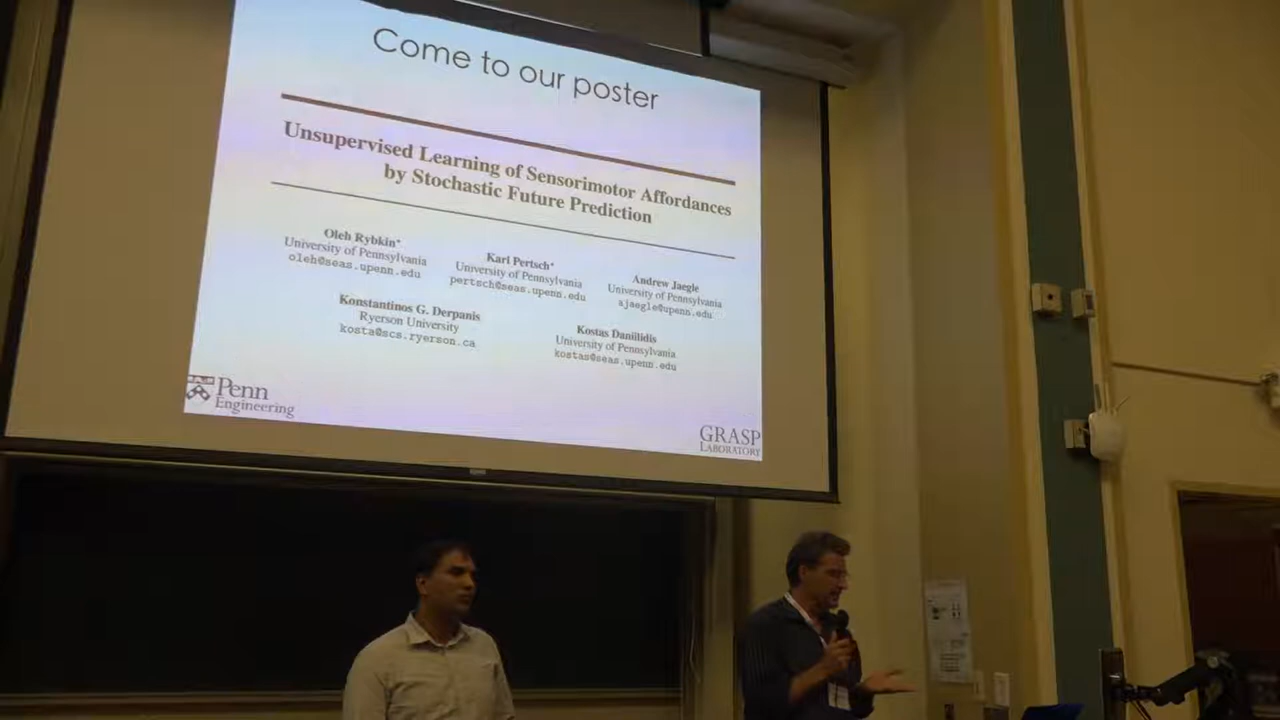 Come to our poster
Unsupervised Learning of Sensorimotor Affordances
by Stochastic Future Prediction
Oleh Rybkin*
University of Pennsylvania
oleh@seas.upenn.edu
Karl Pertsch*
University of Pennsylvania
pertsch@seas.upenn.edu
Andrew Jaegle
University of Pennsylvania
ajaegle@upenn.edu
Konstantinos G. Derpanis
Ryerson University
kosta@scs.ryerson.ca
Kostas Daniilidis
University of Pennsylvania
kostas@seas.upenn.edu
Penn
Engineering
GRASP
LABORATORY